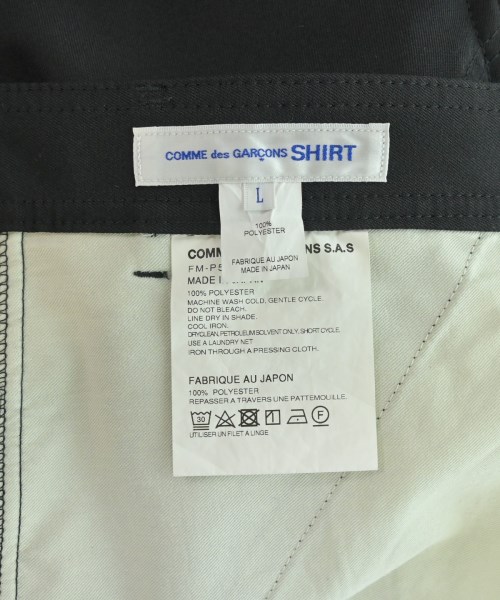 COMME des GARÇONS SHIRT
L
100%
POLYESTER
FABRIQUE AU JAPON
MADE IN JAPAN
S.A.S
FM-P5
MADE
100% POLYESTER
MACHINE WASH COLD, GENTLE CYCLE.
DO NOT BLEACH.
LINE DRY IN SHADE.
COOL IRON.
DRYCLEAN, PETROLEUM SOLVENT ONLY, SHORT CYCLE.
USE A LAUNDRY NET
IRON THROUGH A PRESSING CLOTH.
FABRIQUE AU JAPON
100% POLYESTER
REPASSER A TRAVERS UNE PATTEMOUILLE.
30 F
UTILISER UN FILET A LINGE